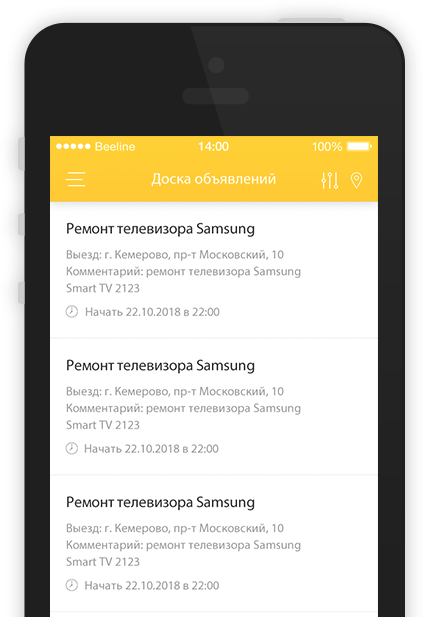 Beeline 14:00 100%
Доска объявлений
Ремонт телевизора Samsung
Выезд: г. Кемерово, пр-т Московский, 10
Комментарий: ремонт телевизора Samsung
Smart TV 2123
Начать 22.10.2018 в 22:00
Ремонт телевизора Samsung
Выезд: г. Кемерово, пр-т Московский, 10
Комментарий: ремонт телевизора Samsung
Smart TV 2123
Начать 22.10.2018 в 22:00
Ремонт телевизора Samsung
Выезд: г. Кемерово, пр-т Московский, 10
Комментарий: ремонт телевизора Samsung
Smart TV 2123
Начать 22.10.2018 в 22:00